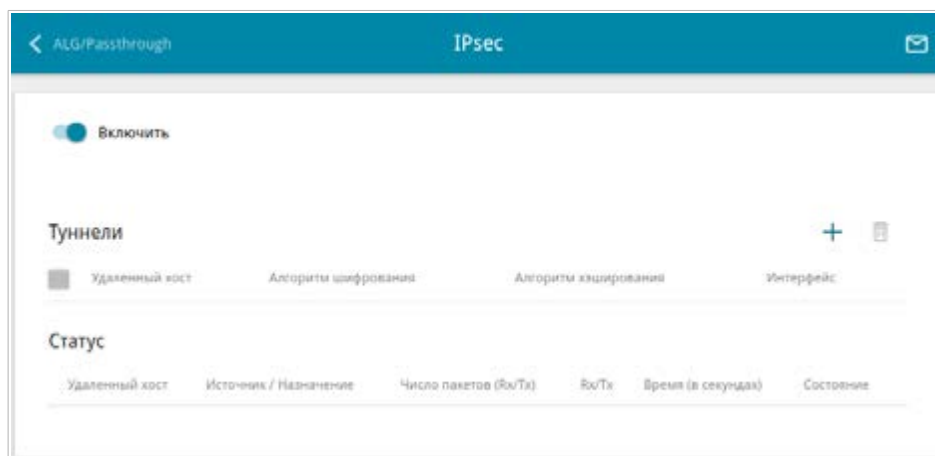 ALG/Passthrough
IPsec
Включить
Туннели
Удаленный хост Алгоритм шифрования Алгоритм хэширования Интерфейс
Статус
Удаленный хост Источник / Назначение Число пакетов (Rx/Tx) Rx/Tx Время (в секундах) Состояние